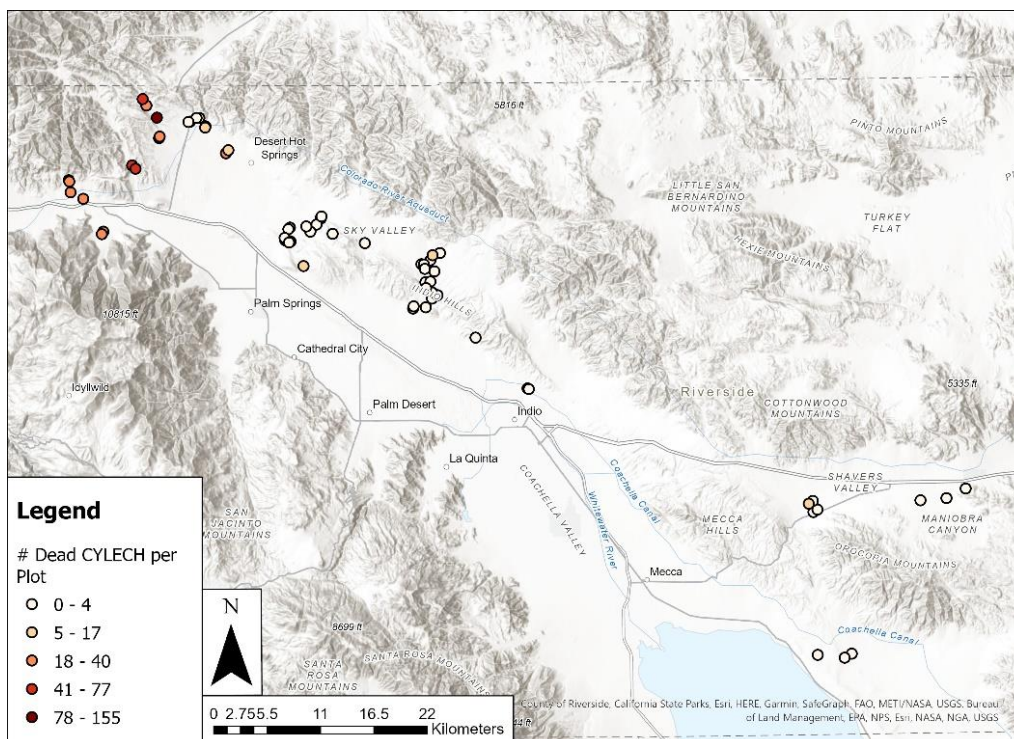 5816 ft
PINTO MOUNTAINS
Desert Hot
Springs
Colorado River Aqueduct
LITTLE SAN
BERNARDINO
MOUNTAINS
TURKEY
FLAT
SKY VALLEY
HEXIE MOUNTAINS
INDIO HILLS
10815 ft
Palm Springs
Cathedral City
Idyllwild
Riverside
5335 ft
COTTONWOOD
MOUNTAINS
Palm Desert
Indio
La Quinta
COACHELLA VALLEY
Coachella Canal
Whitewater River
SHAVERS
VALLEY
MECCA
HILLS
MANIOBRA
CANYON
OROCOPIA MOUNTAINS
SAN
JACINTO
MOUNTAINS
Mecca
Coachella Canal
8699 ft
SANTA
ROSA
MOUNTAINS
SANTA ROSA MOUNTAINS
Legend
# Dead CYLECH per
Plot
0 - 4
5 - 17
18 - 40
41 - 77
78 - 155
N
0 2.75 5.5 11 16.5 22
Kilometers
County of Riverside, California State Parks, Esri, HERE, Garmin, SafeGraph, FAO, METI/NASA, USGS, Bureau
of Land Management, EPA, NPS, Esri, NASA, NGA, USGS